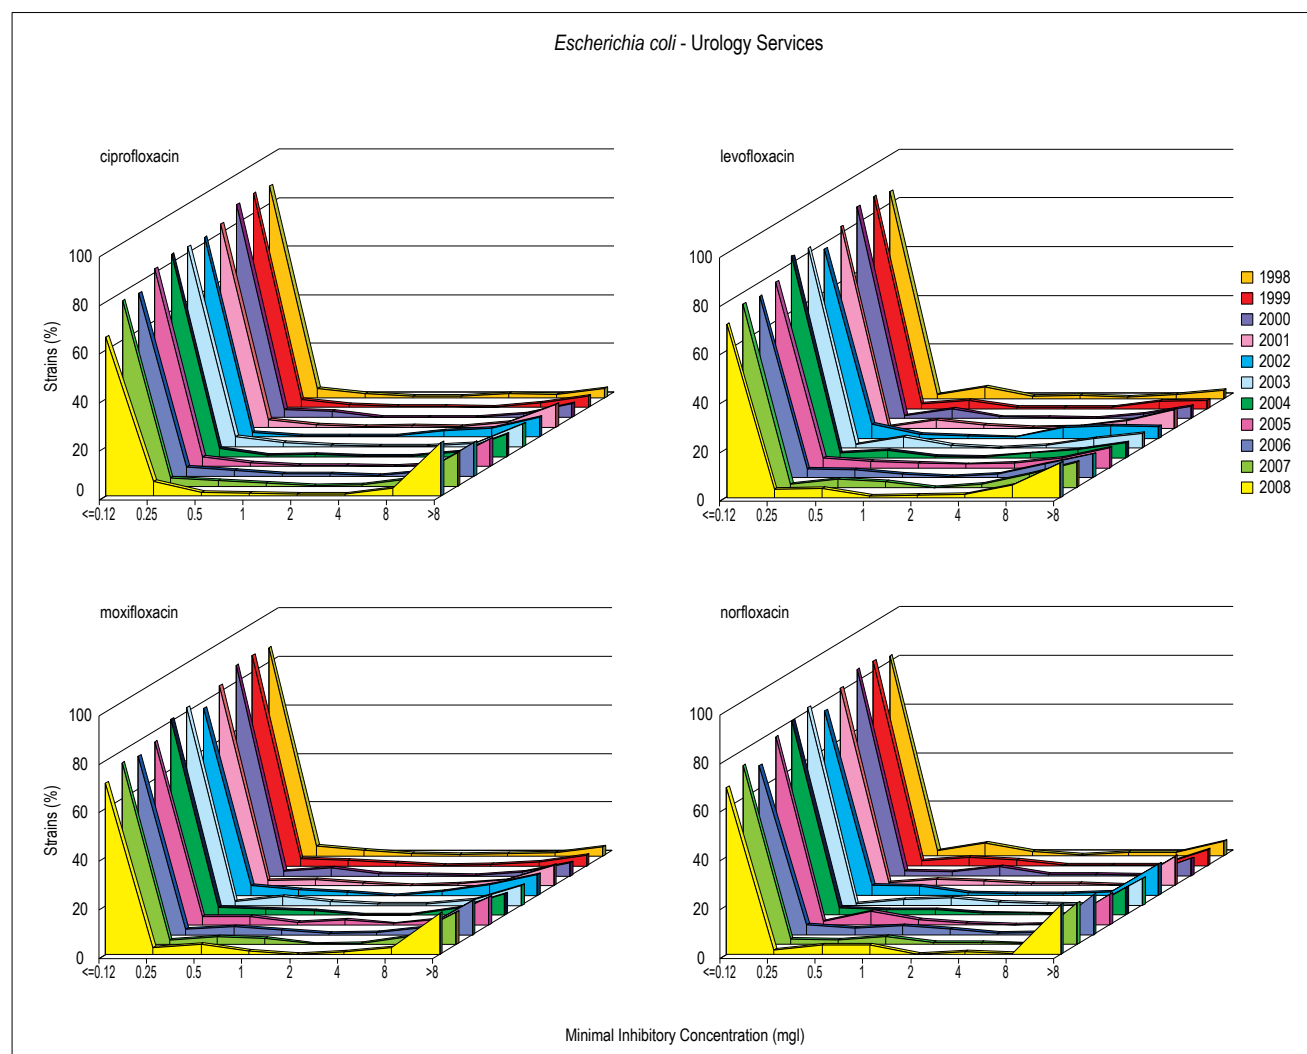 Escherichia coli - Urology Services
ciprofloxacin
100
80
60
40
20
0
Strains (%)
<=0.12 0.25 0.5 1 2 4 8 >8
levofloxacin
100
80
60
40
20
0
<=0.12 0.25 0.5 1 2 4 8 >8
1998
1999
2000
2001
2002
2003
2004
2005
2006
2007
2008
moxifloxacin
100
80
60
40
20
0
Strains (%)
<=0.12 0.25 0.5 1 2 4 8 >8
norfloxacin
100
80
60
40
20
0
<=0.12 0.25 0.5 1 2 4 8 >8
Minimal Inhibitory Concentration (mgl)